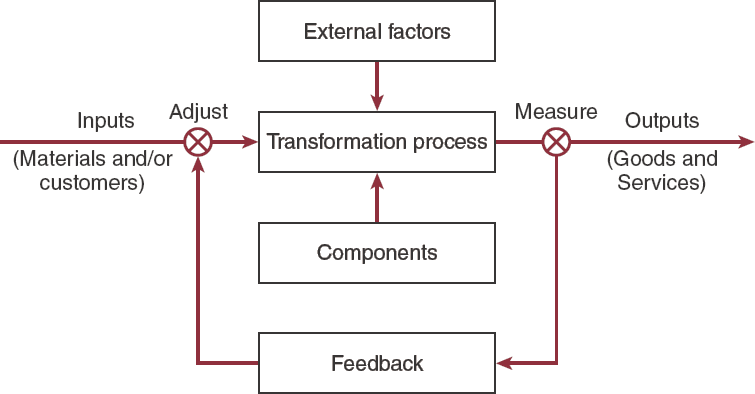 External factors
Inputs
Adjust
Transformation process
Measure
Outputs
(Materials and/or
customers)
(Goods and
Services)
Components
Feedback